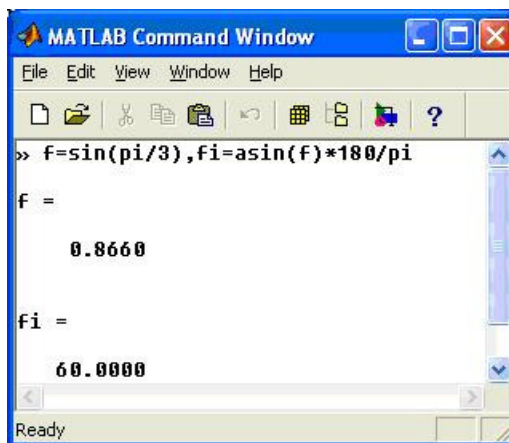 MATLAB Command Window
File Edit View Window Help
?
» f=sin(pi/3),fi=asin(f)*180/pi
f =
0.8660
fi =
60.0000
Ready